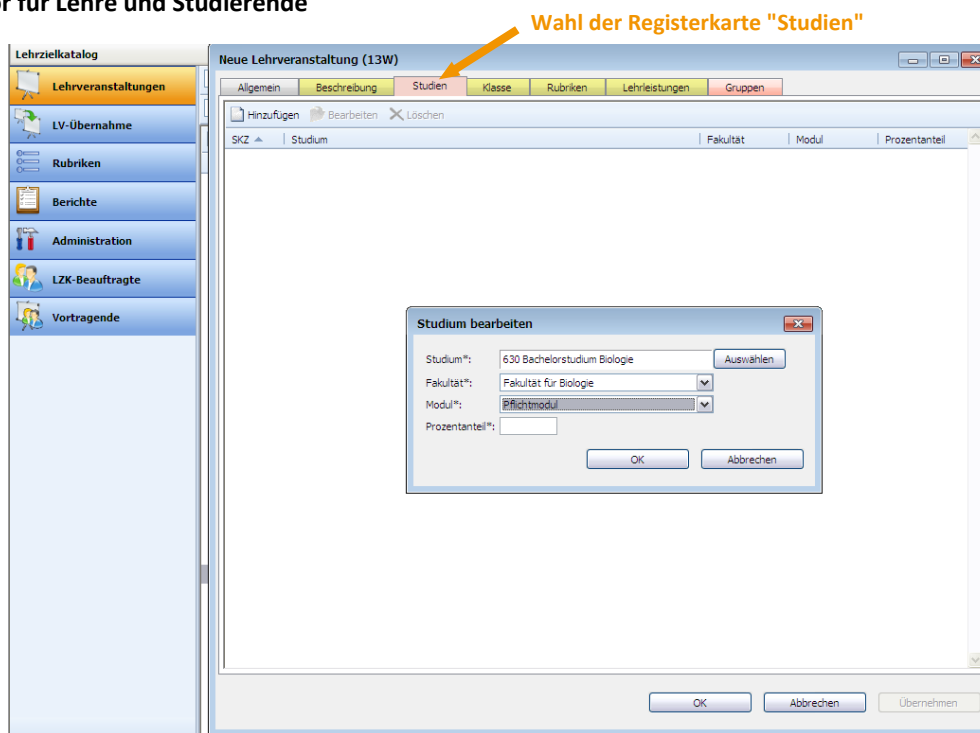 für Lehre und Studierende
Wahl der Registerkarte "Studien"
Lehrzielkatalog
Neue Lehrveranstaltung (13W)
Lehrveranstaltungen
LV-Übernahme
Rubriken
Berichte
Administration
LZK-Beauftragte
Vortragende
Allgemein Beschreibung Studien Klasse Rubriken Lehrleistungen Gruppen
Hinzufügen Bearbeiten Löschen
SKZ Studium Fakultät Modul Prozentanteil
Studium bearbeiten
Studium*: 630 Bachelorstudium Biologie Auswählen
Fakultät*: Fakultät für Biologie
Modul*: Pflichtmodul
Prozentanteil*:
OK Abbrechen
OK Abbrechen Übernehmen